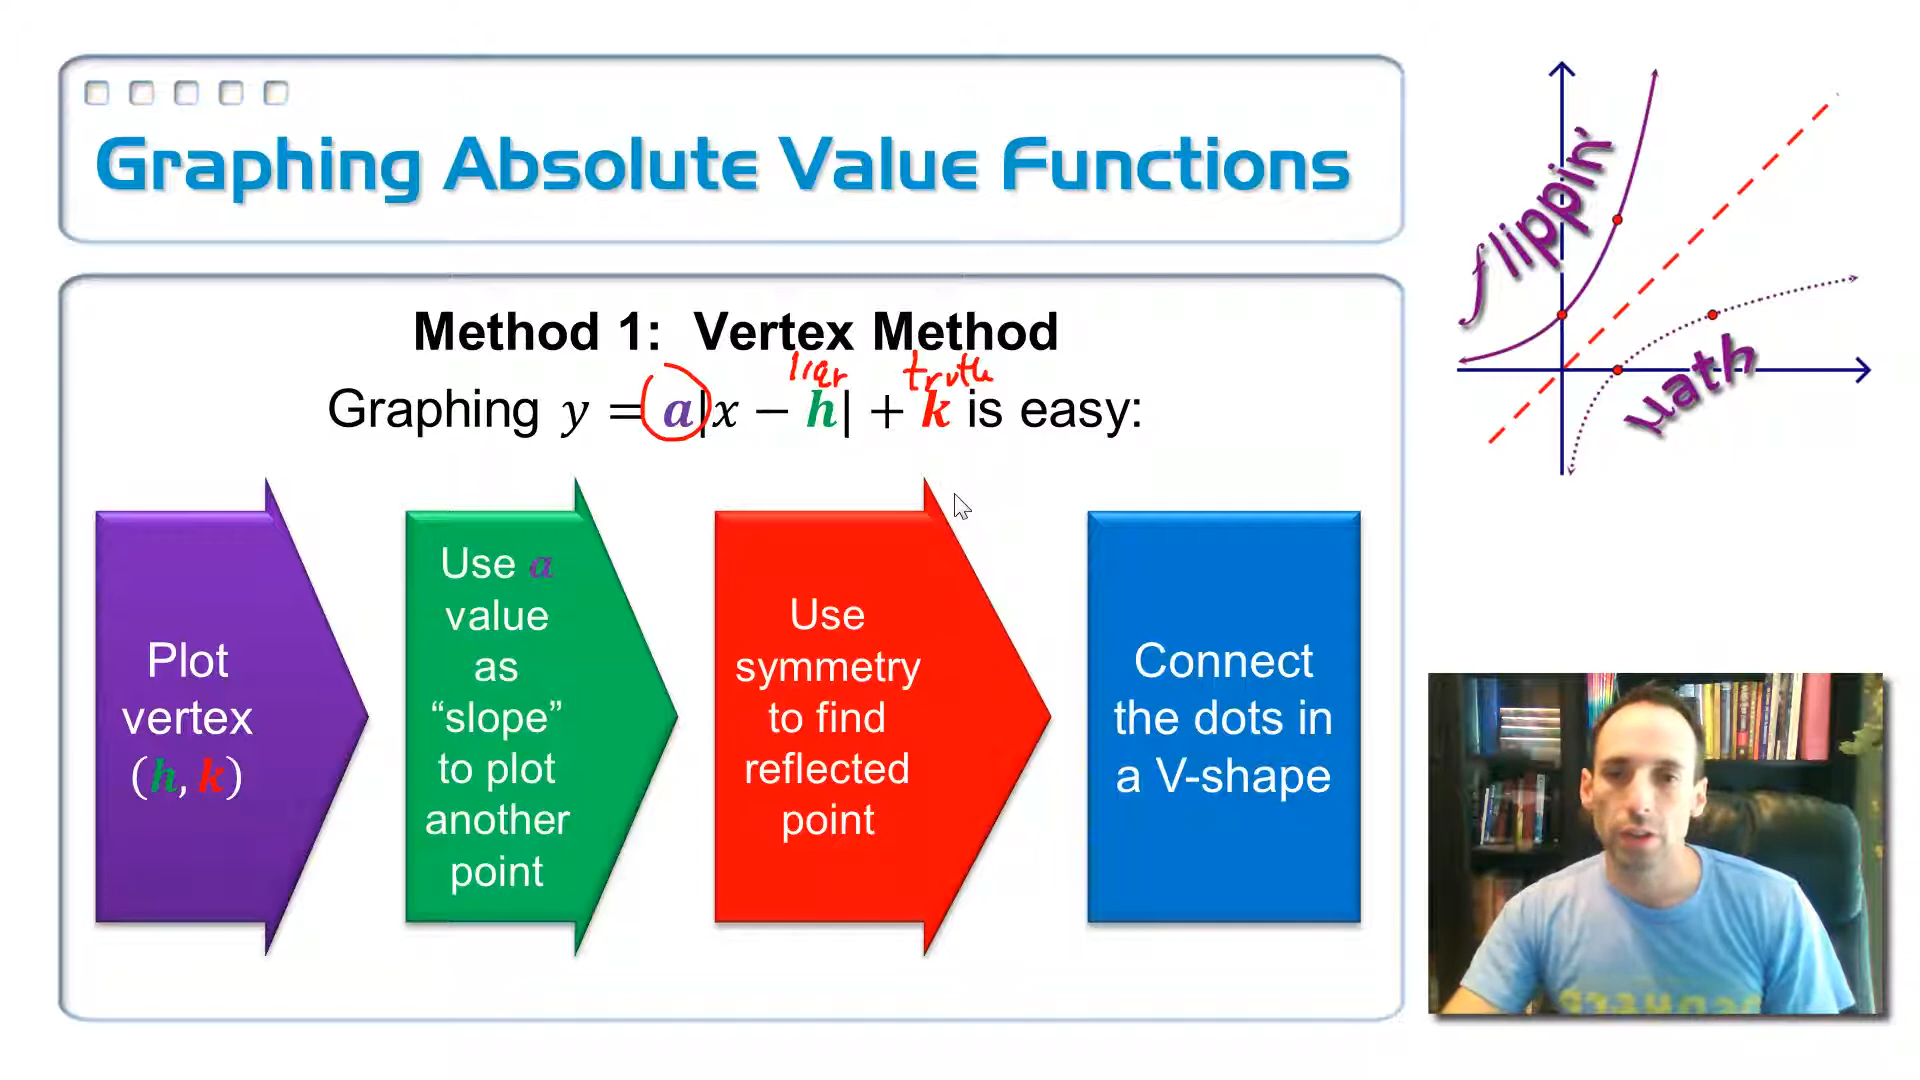 Graphing Absolute Value Functions
Method 1: Vertex Method
liar truth
Graphing y = a|x − h| + k is easy:
Plot
vertex
(h, k)
Use a
value
as
“slope”
to plot
another
point
Use
symmetry
to find
reflected
point
Connect
the dots in
a V-shape
flippin'
math